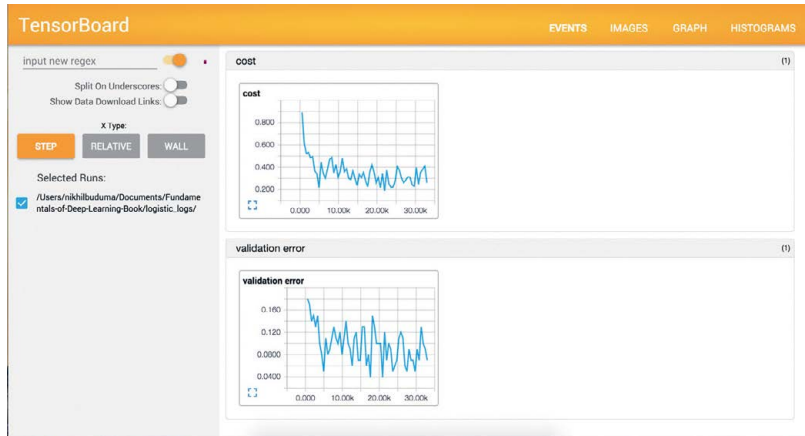 TensorBoard
EVENTS IMAGES GRAPH HISTOGRAMS
input new regex
Split On Underscores:
Show Data Download Links:
X Type:
STEP RELATIVE WALL
Selected Runs:
/Users/nikhilbuduma/Documents/Fundame
ntals-of-Deep-Learning-Book/logistic_logs/
cost (1)
cost
0.800
0.600
0.400
0.200
0.000 10.00k 20.00k 30.00k
validation error (1)
validation error
0.160
0.120
0.0800
0.0400
0.000 10.00k 20.00k 30.00k